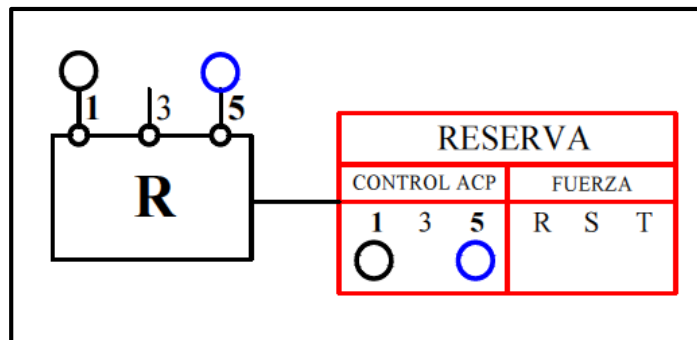 1 3 5
R
RESERVA
CONTROL ACP FUERZA
1 3 5 R S T